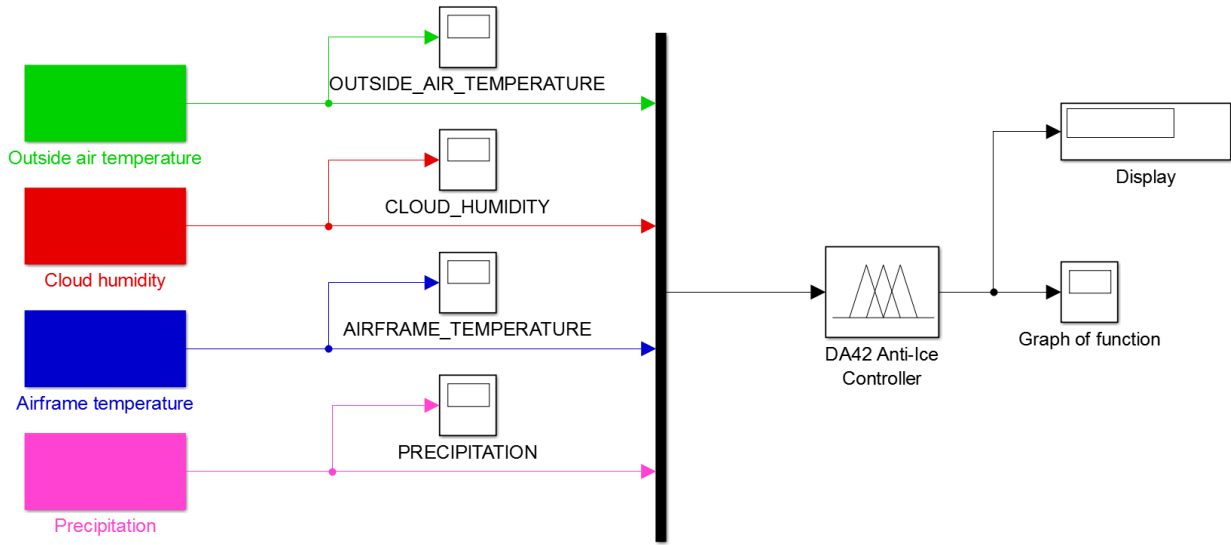 OUTSIDE_AIR_TEMPERATURE
Outside air temperature
CLOUD_HUMIDITY
Cloud humidity
AIRFRAME_TEMPERATURE
Airframe temperature
PRECIPITATION
Precipitation
DA42 Anti-Ice
Controller
Display
Graph of function